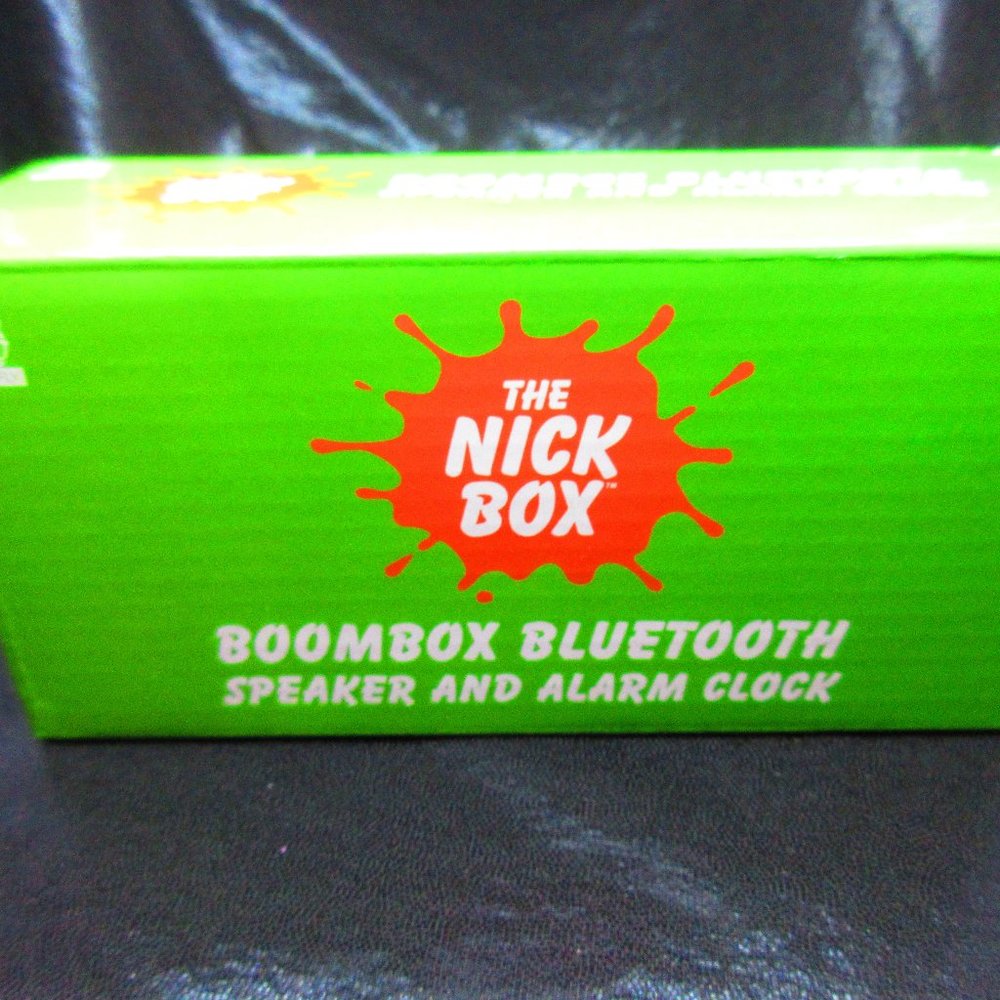 THE
NICK
BOX™
BOOMBOX BLUETOOTH
SPEAKER AND ALARM CLOCK